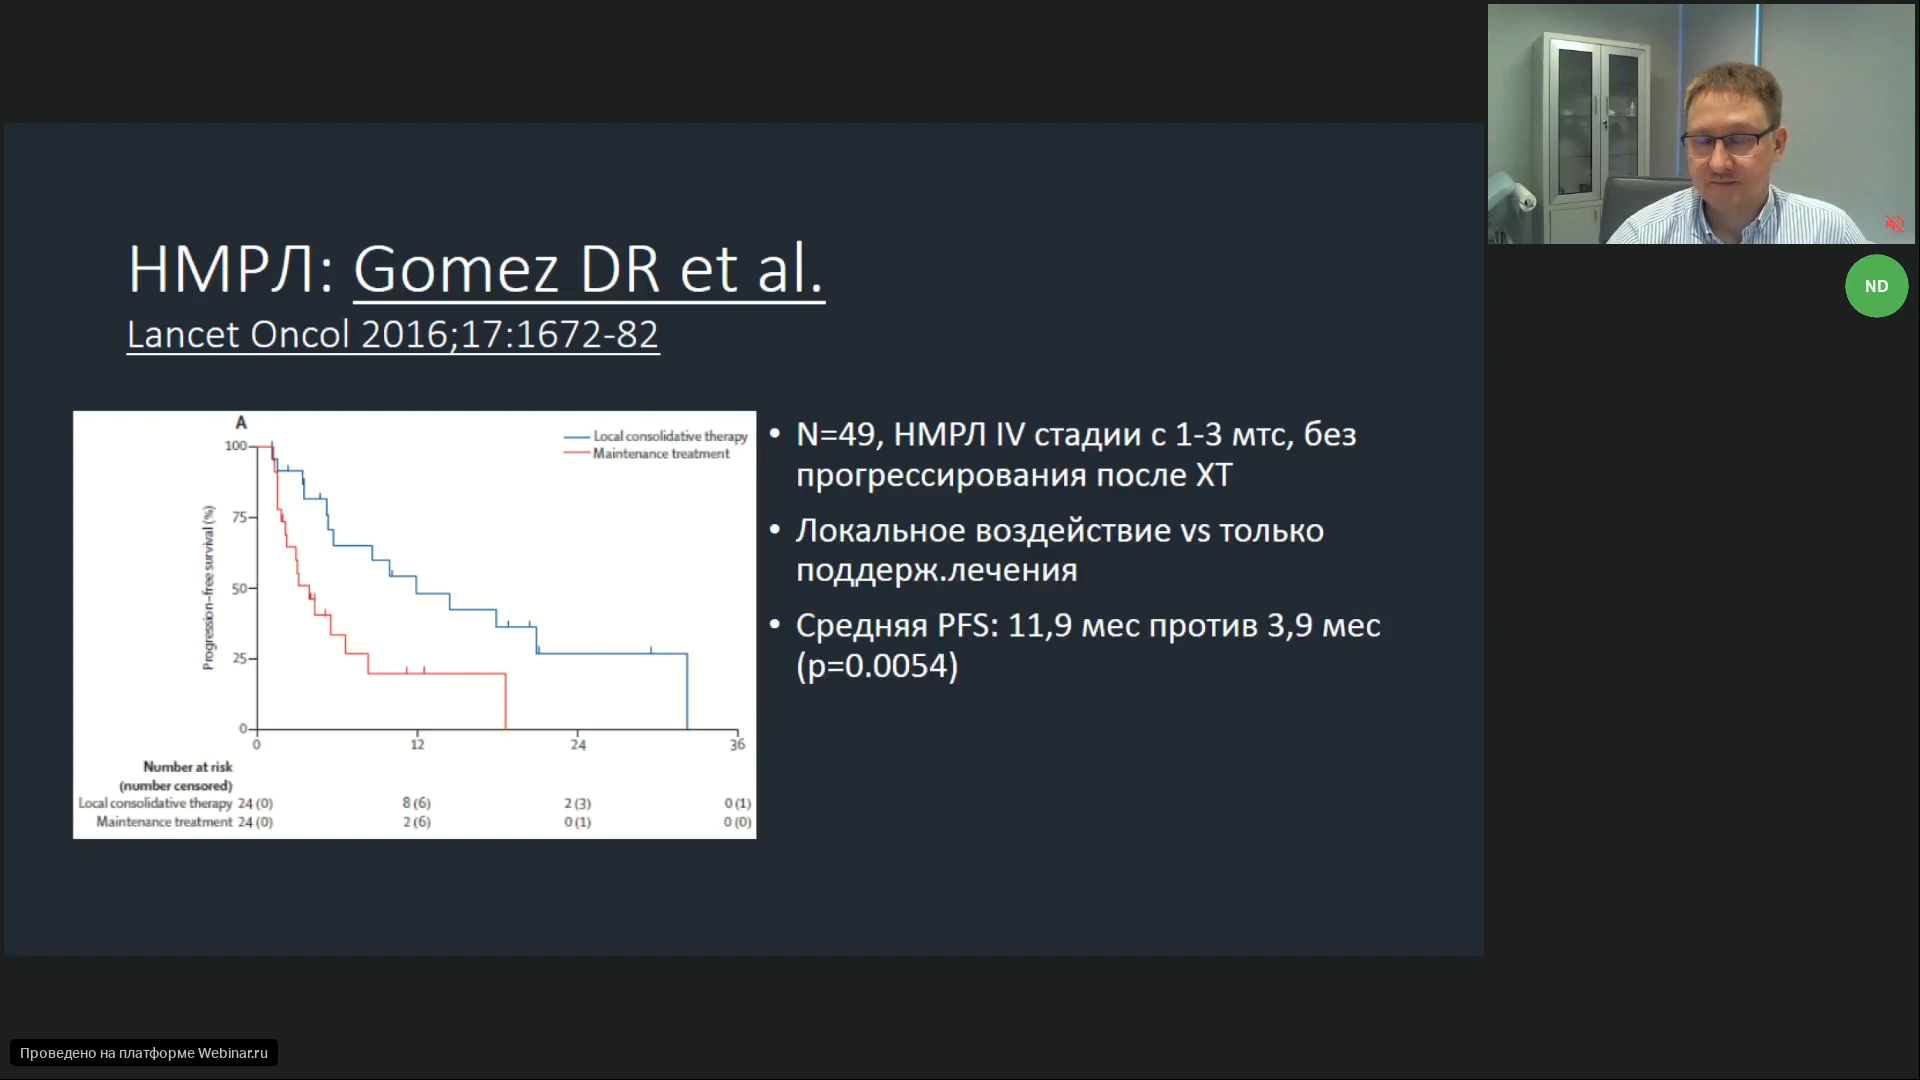 НМРЛ: Gomez DR et al.
Lancet Oncol 2016;17:1672-82
A
Local consolidative therapy
Maintenance treatment
Progression-free survival (%)
100
75
50
25
0
0 12 24 36
Number at risk
(number censored)
Local consolidative therapy 24 (0) 8 (6) 2 (3) 0 (1)
Maintenance treatment 24 (0) 2 (6) 0 (1) 0 (0)
• N=49, НМРЛ IV стадии с 1-3 мтс, без
прогрессирования после ХТ
• Локальное воздействие vs только
поддерж.лечения
• Средняя PFS: 11,9 мес против 3,9 мес
(p=0.0054)
ND
Проведено на платформе Webinar.ru